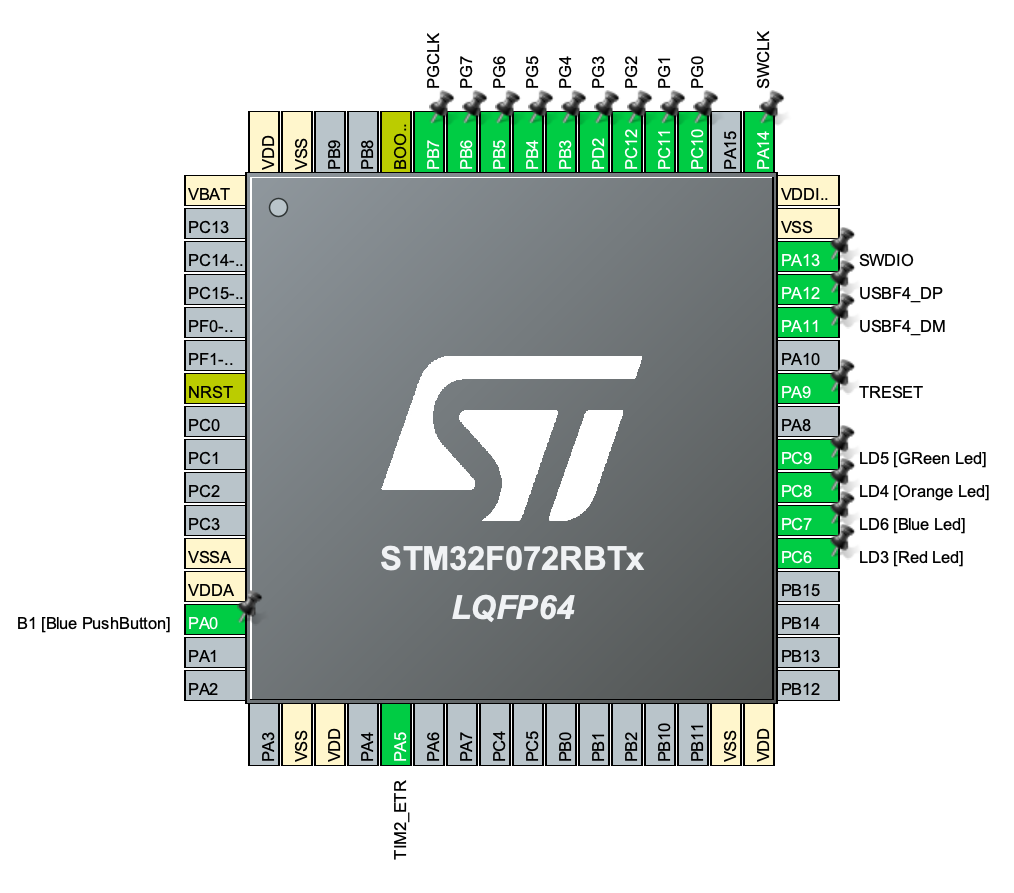 PGCLK
PG7
PG6
PG5
PG4
PG3
PG2
PG1
PG0
SWCLK
VDD
VSS
PB9
PB8
BOO..
PB7
PB6
PB5
PB4
PB3
PD2
PC12
PC11
PC10
PA15
PA14
VBAT
PC13
PC14-..
PC15-..
PF0-..
PF1-..
NRST
PC0
PC1
PC2
PC3
VSSA
VDDA
B1 [Blue PushButton] PA0
PA1
PA2
VDDI..
VSS
PA13 SWDIO
PA12 USBF4_DP
PA11 USBF4_DM
PA10
PA9 TRESET
PA8
PC9 LD5 [GReen Led]
PC8 LD4 [Orange Led]
PC7 LD6 [Blue Led]
PC6 LD3 [Red Led]
PB15
PB14
PB13
PB12
ST
STM32F072RBTx
LQFP64
PA3
VSS
VDD
PA4
PA5
PA6
PA7
PC4
PC5
PB0
PB1
PB2
PB10
PB11
VSS
VDD
TIM2_ETR